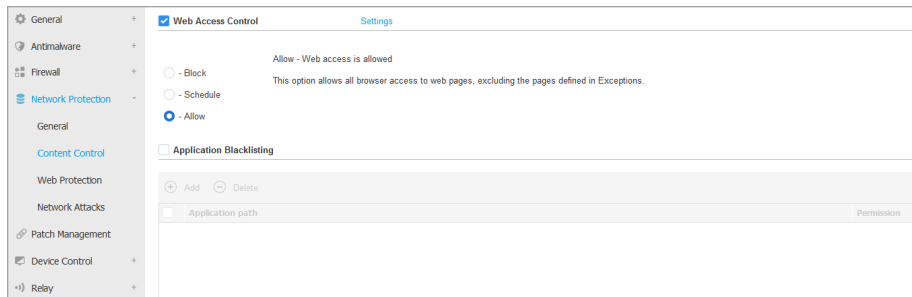 General +
Antimalware +
Firewall +
Network Protection -
General
Content Control
Web Protection
Network Attacks
Patch Management
Device Control +
Relay +
Web Access Control Settings
Allow - Web access is allowed
- Block
This option allows all browser access to web pages, excluding the pages defined in Exceptions.
- Schedule
- Allow
Application Blacklisting
Add Delete
Application path Permission